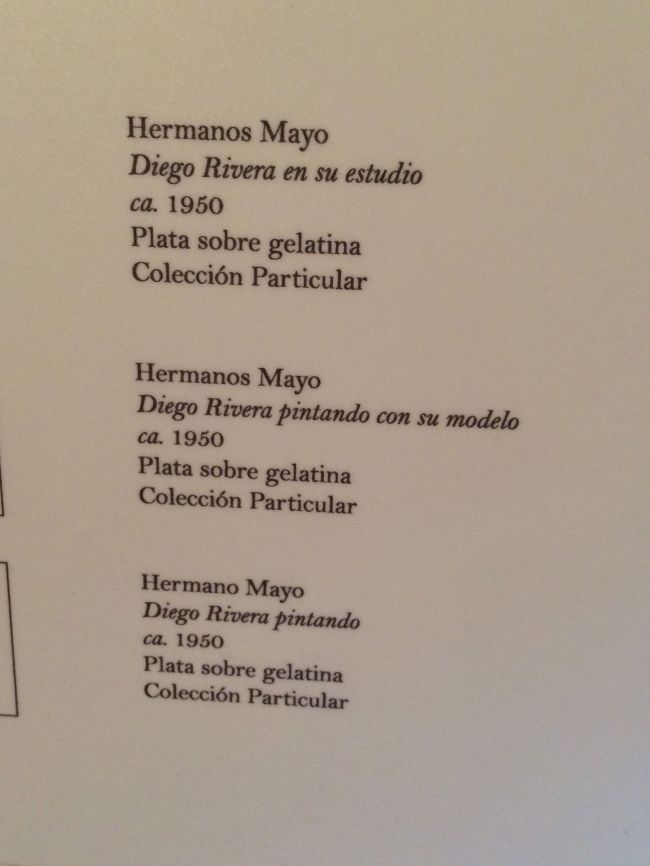 Hermanos Mayo
Diego Rivera en su estudio
ca. 1950
Plata sobre gelatina
Colección Particular
Hermanos Mayo
Diego Rivera pintando con su modelo
ca. 1950
Plata sobre gelatina
Colección Particular
Hermano Mayo
Diego Rivera pintando
ca. 1950
Plata sobre gelatina
Colección Particular